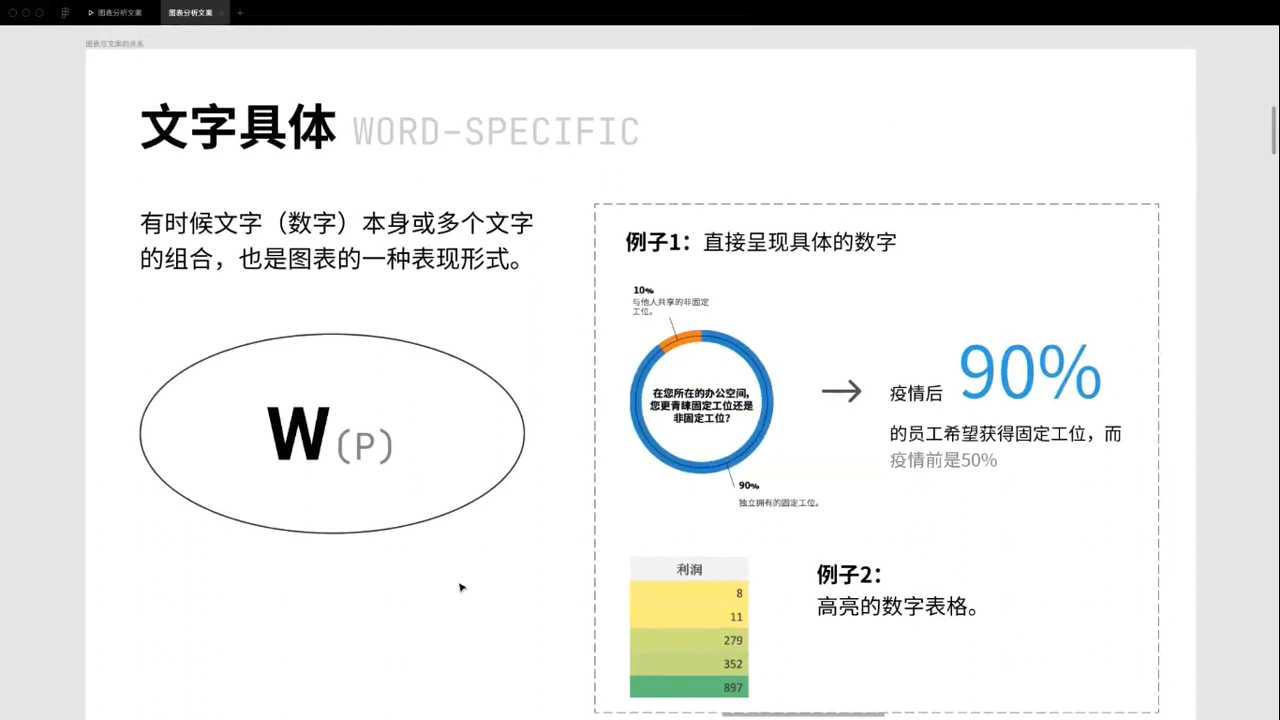 图表分析文案
图表分析文案
图表与文案的关系
文字具体 WORD-SPECIFIC
有时候文字（数字）本身或多个文字
的组合，也是图表的一种表现形式。
W(P)
例子1：直接呈现具体的数字
10%
与他人共享的非固定
工位。
在您所在的办公空间，
您更青睐固定工位还是
非固定工位？
90%
独立拥有的固定工位。
疫情后 90%
的员工希望获得固定工位，而
疫情前是50%
利润
8
11
279
352
897
例子2：
高亮的数字表格。